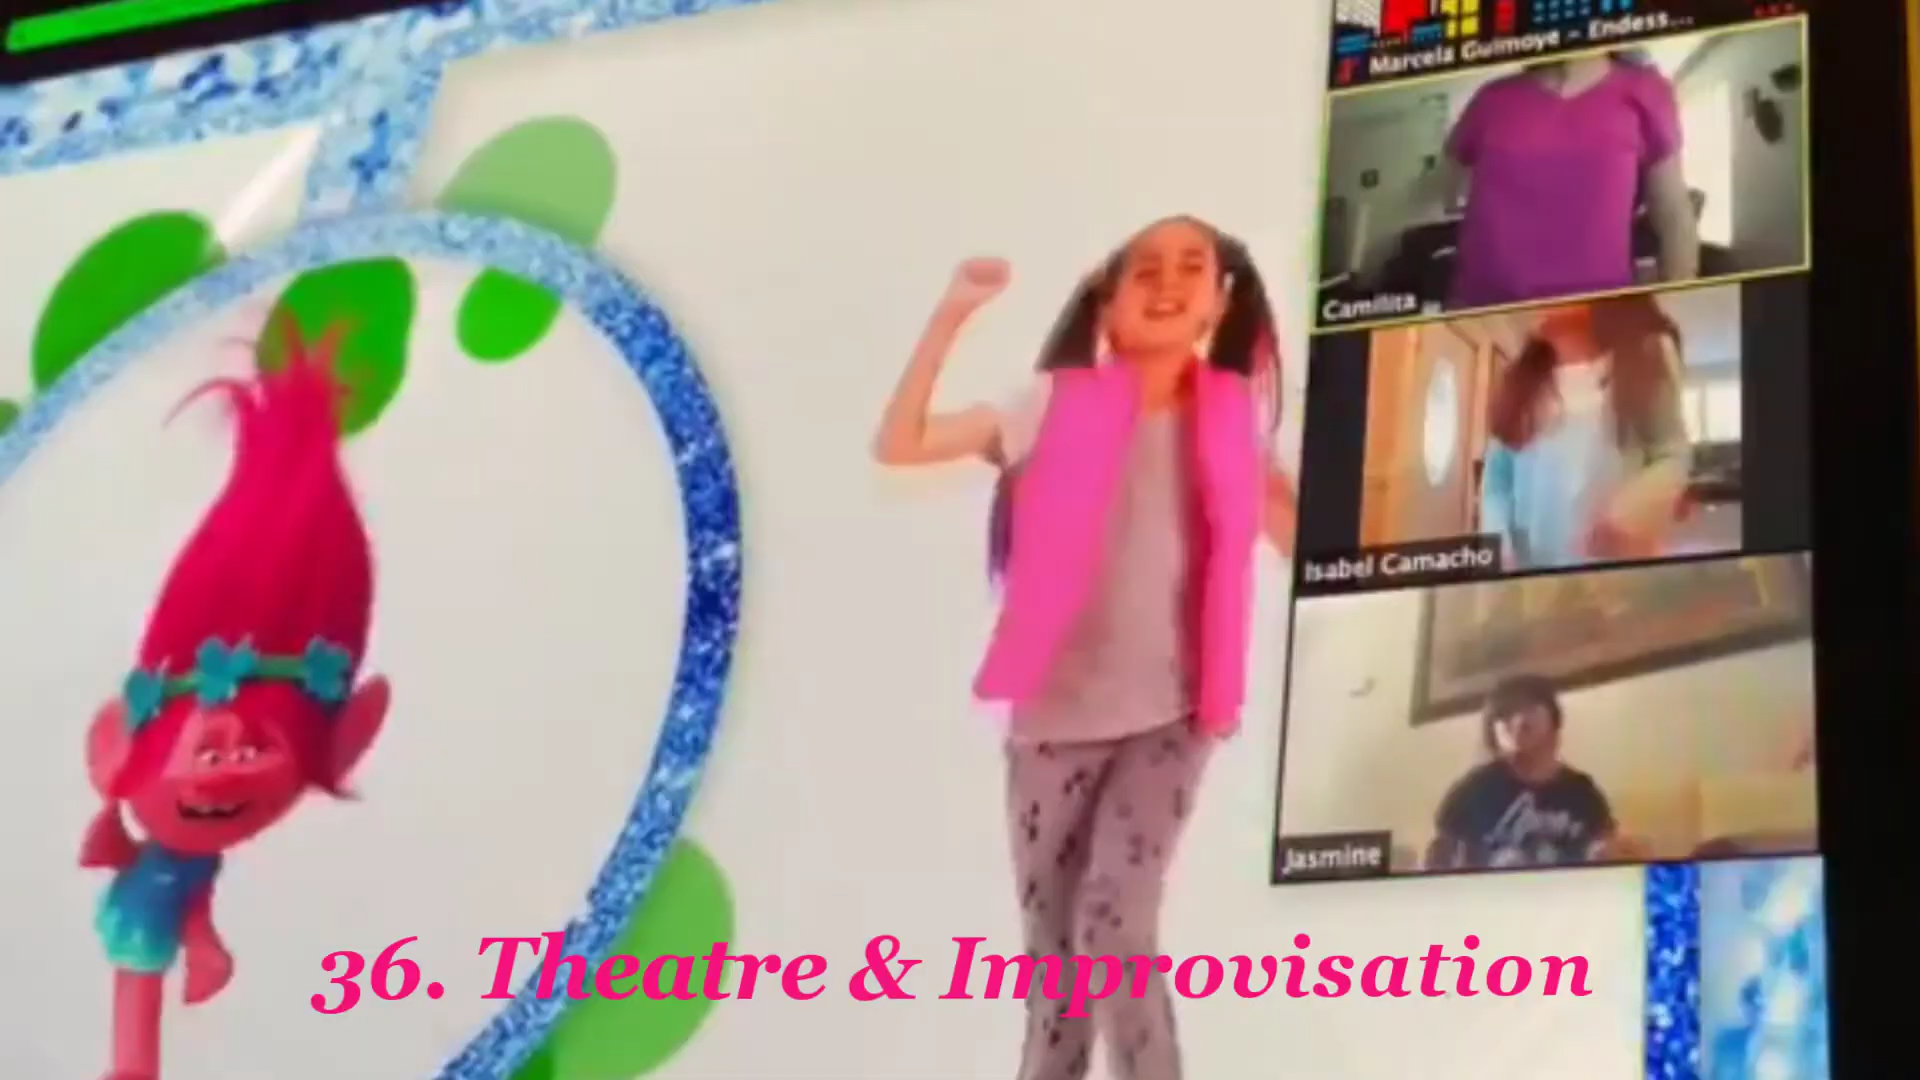 Marcela Guimoye - Endess...
Camilita
Isabel Camacho
Jasmine
36. Theatre & Improvisation